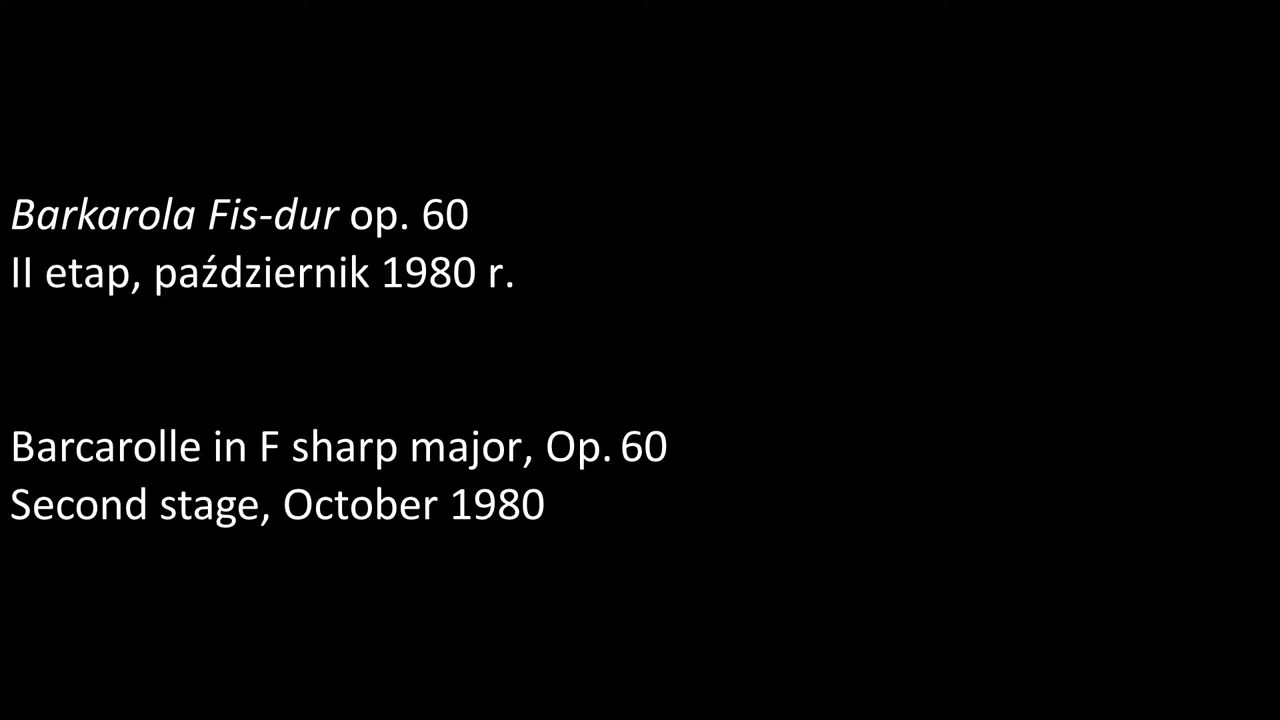 Barkarola Fis-dur op. 60
II etap, październik 1980 r.
Barcarolle in F sharp major, Op. 60
Second stage, October 1980